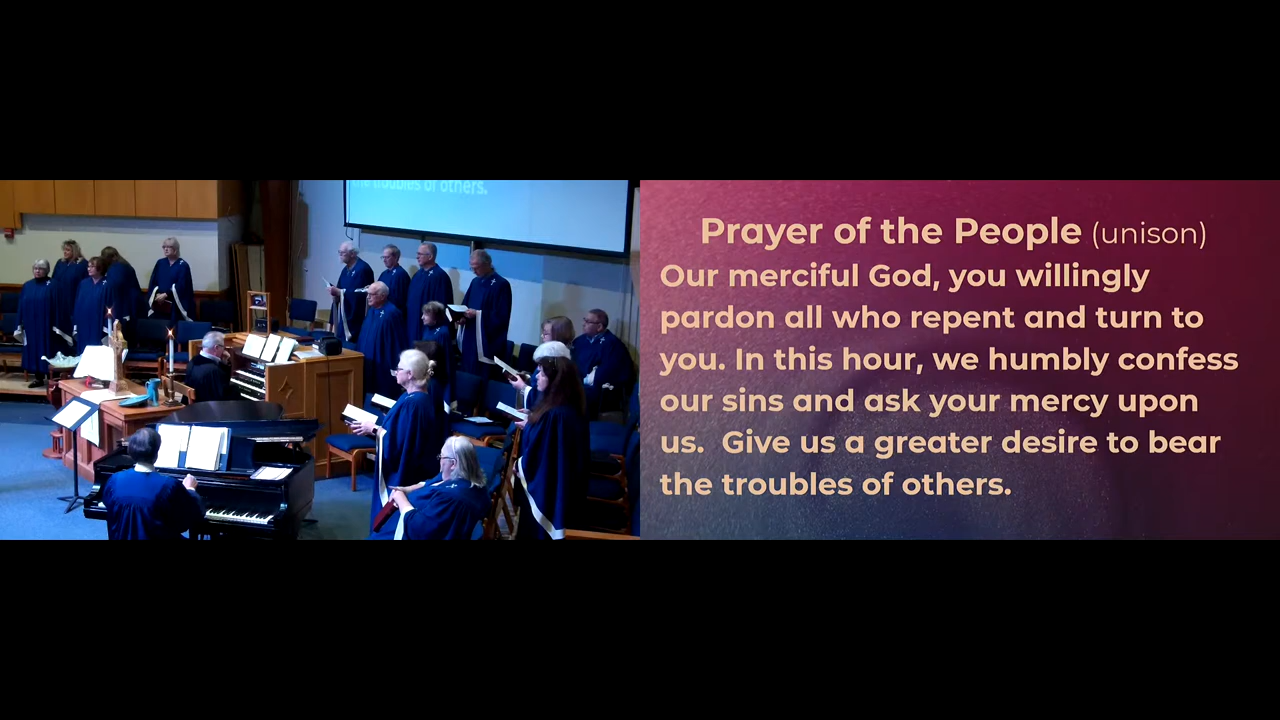 the troubles of others.
Prayer of the People (unison)
Our merciful God, you willingly
pardon all who repent and turn to
you. In this hour, we humbly confess
our sins and ask your mercy upon
us.  Give us a greater desire to bear
the troubles of others.